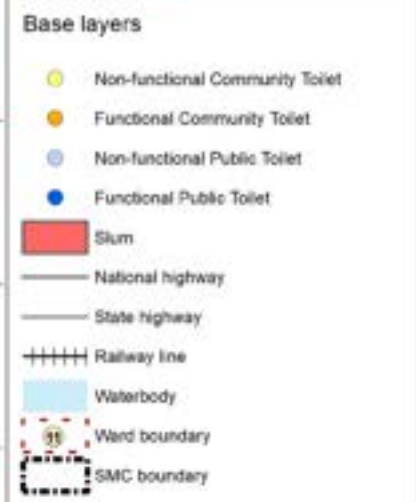 Base layers
Non-functional Community Toilet
Functional Community Toilet
Non-functional Public Toilet
Functional Public Toilet
Slum
National highway
State highway
Railway line
Waterbody
11 Ward boundary
SMC boundary